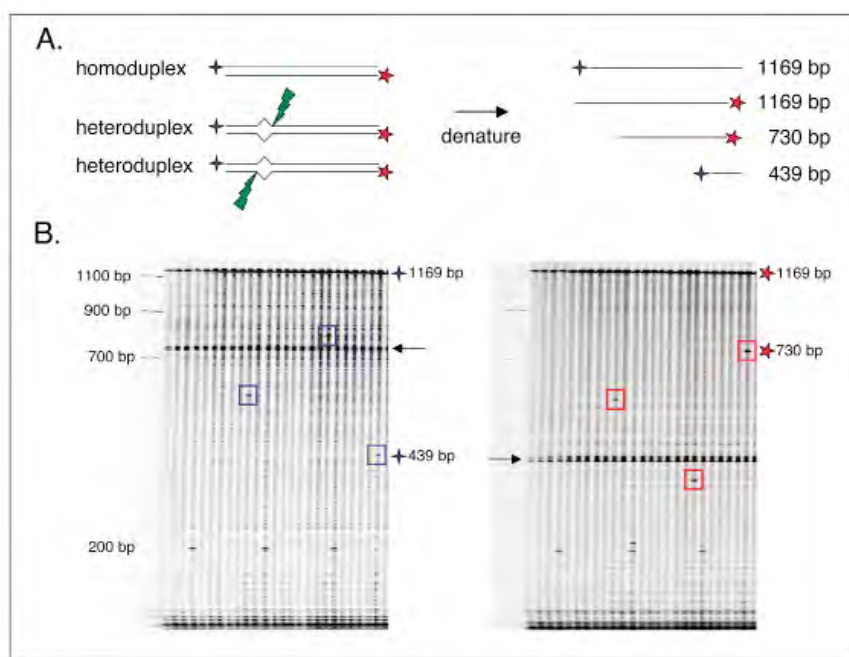 A.
homoduplex
heteroduplex
heteroduplex
denature
1169 bp
1169 bp
730 bp
439 bp
B.
1100 bp
900 bp
700 bp
200 bp
1169 bp
439 bp
1169 bp
730 bp